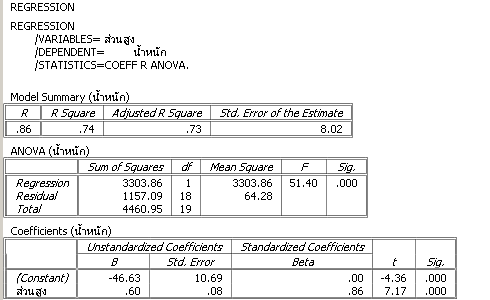 REGRESSION
REGRESSION
/VARIABLES= ส่วนสูง
/DEPENDENT= น้ำหนัก
/STATISTICS=COEFF R ANOVA.
Model Summary (น้ำหนัก)
R R Square Adjusted R Square Std. Error of the Estimate
.86 .74 .73 8.02
ANOVA (น้ำหนัก)
Sum of Squares df Mean Square F Sig.
Regression 3303.86 1 3303.86 51.40 .000
Residual 1157.09 18 64.28
Total 4460.95 19
Coefficients (น้ำหนัก)
Unstandardized Coefficients Standardized Coefficients
B Std. Error Beta t Sig.
(Constant) -46.63 10.69 .00 -4.36 .000
ส่วนสูง .60 .08 .86 7.17 .000